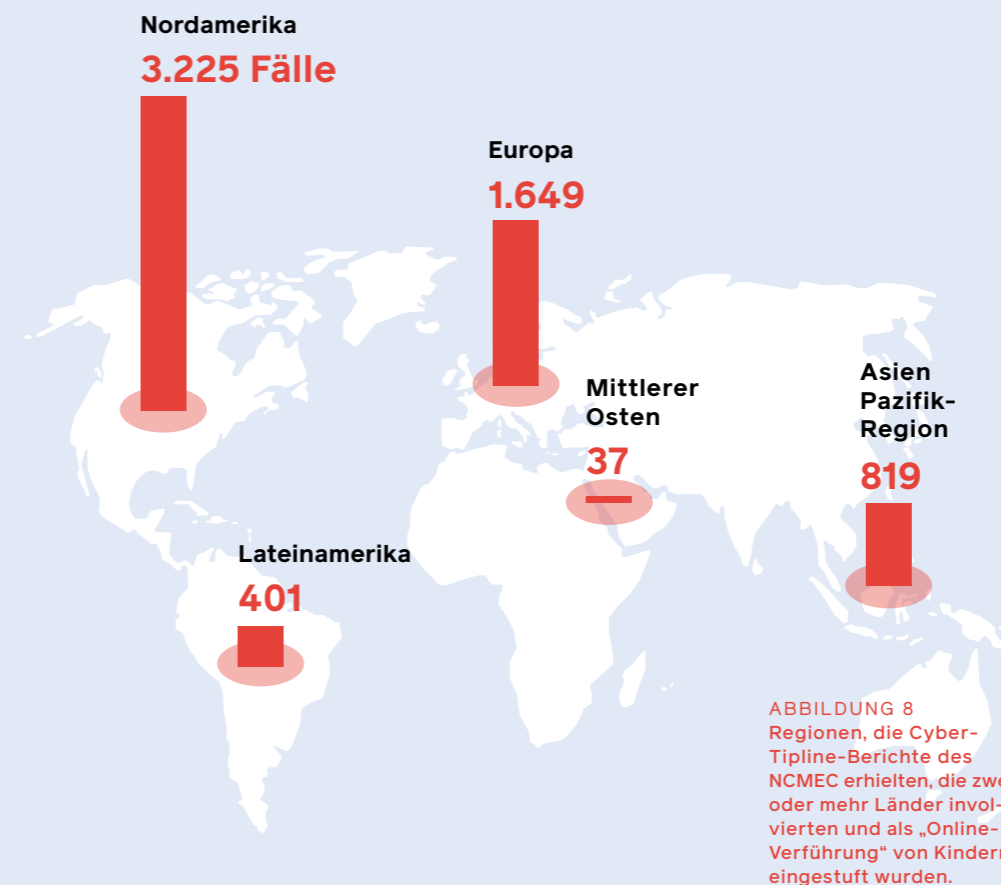 Nordamerika
3.225 Fälle
Europa
1.649
Mittlerer
Osten
37
Asien
Pazifik-
Region
819
Lateinamerika
401
ABBILDUNG 8
Regionen, die Cyber-
Tipline-Berichte des
NCMEC erhielten, die
oder mehr Länder invol-
vierten und als „Online-
Verführung“ von
eingestuft wurden.